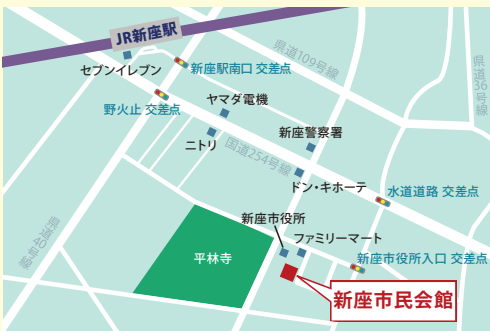 JR新座駅
県道109号線
県道36号線
セブンイレブン
新座駅南口 交差点
野火止 交差点
ヤマダ電機
新座警察署
ニトリ
国道254号線
ドン・キホーテ
水道道路 交差点
新座市役所
ファミリーマート
県道40号線
平林寺
新座市役所入口 交差点
新座市民会館